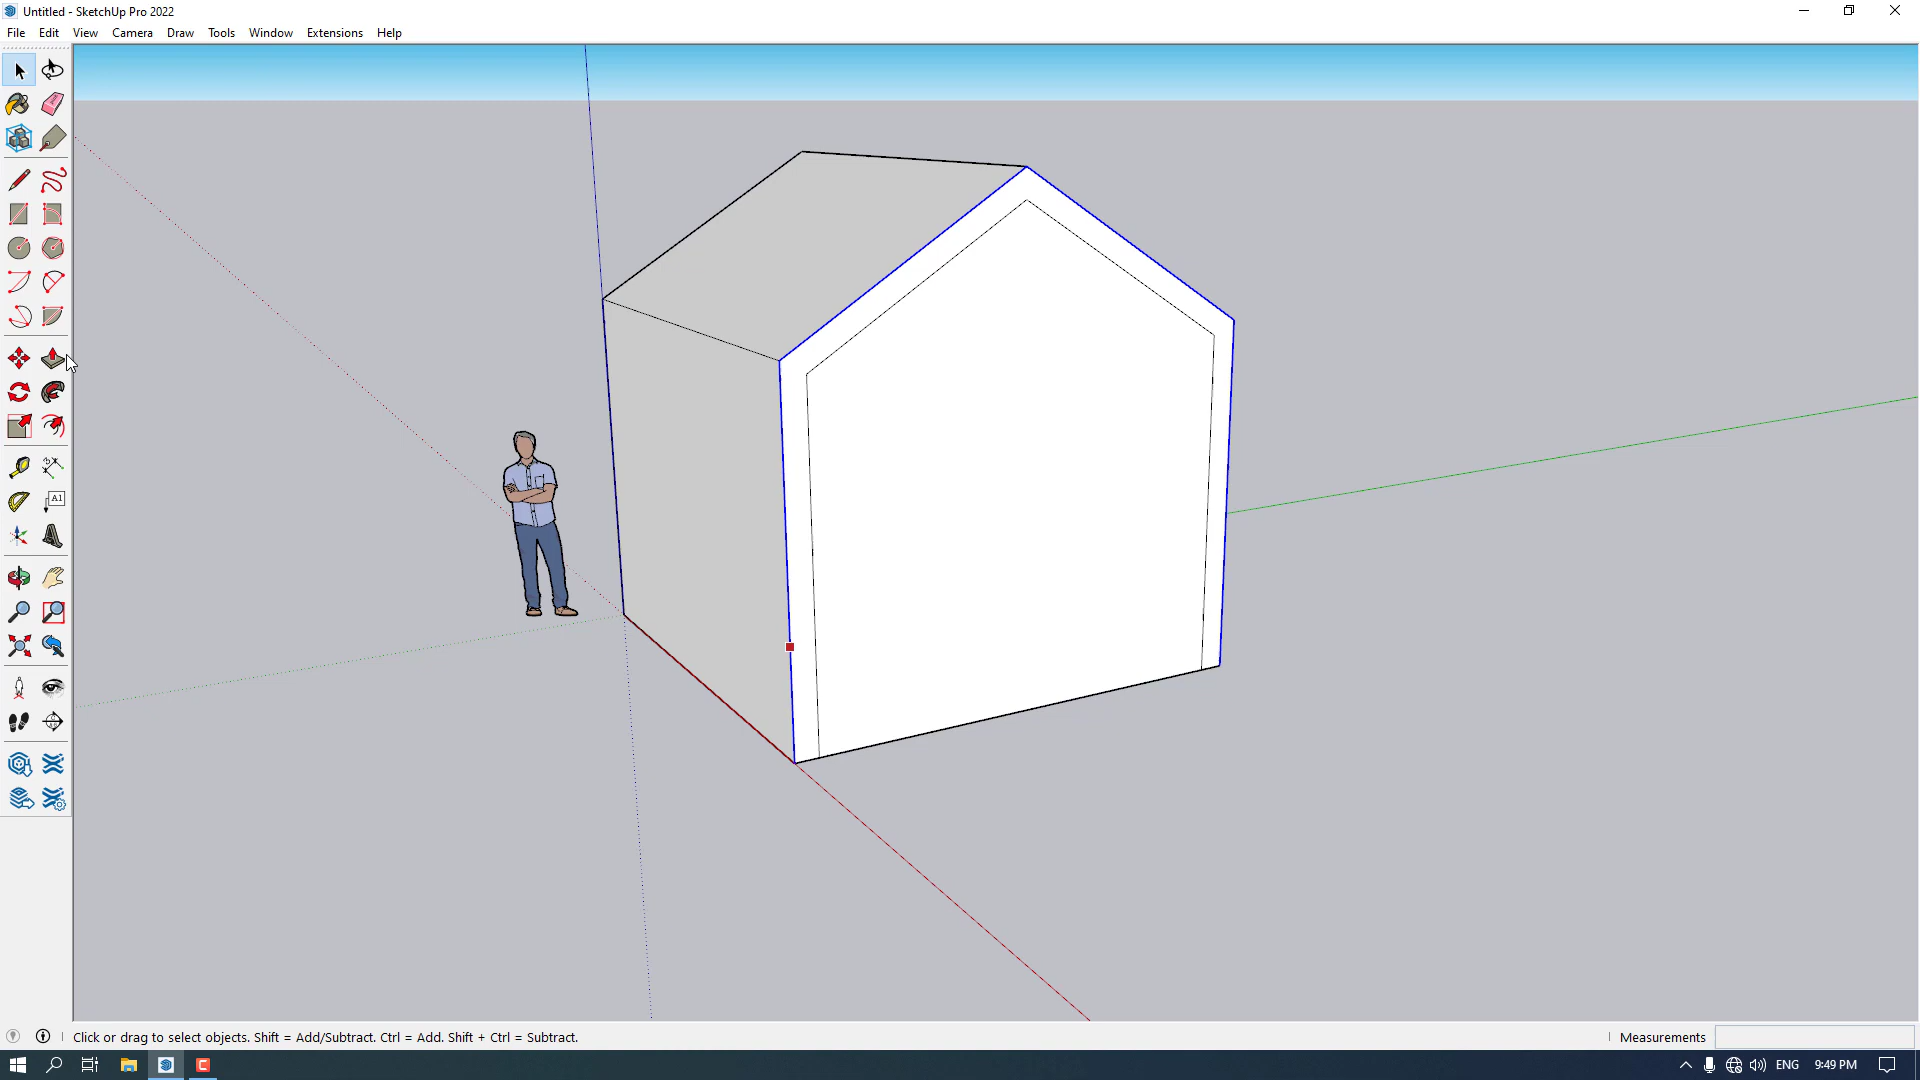 Untitled - SketchUp Pro 2022
File Edit View Camera Draw Tools Window Extensions Help
A1
Click or drag to select objects. Shift = Add/Subtract. Ctrl = Add. Shift + Ctrl = Subtract.
Measurements
C
ENG
9:49 PM